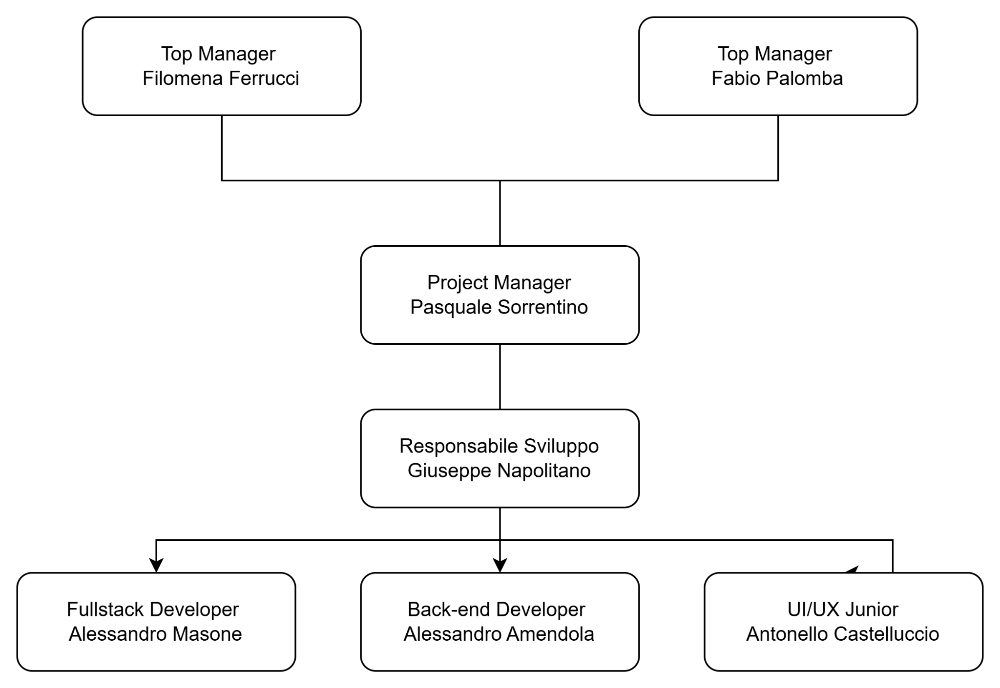 Top Manager
Filomena Ferrucci
Top Manager
Fabio Palomba
Project Manager
Pasquale Sorrentino
Responsabile Sviluppo
Giuseppe Napolitano
Fullstack Developer
Alessandro Masone
Back-end Developer
Alessandro Amendola
UI/UX Junior
Antonello Castelluccio